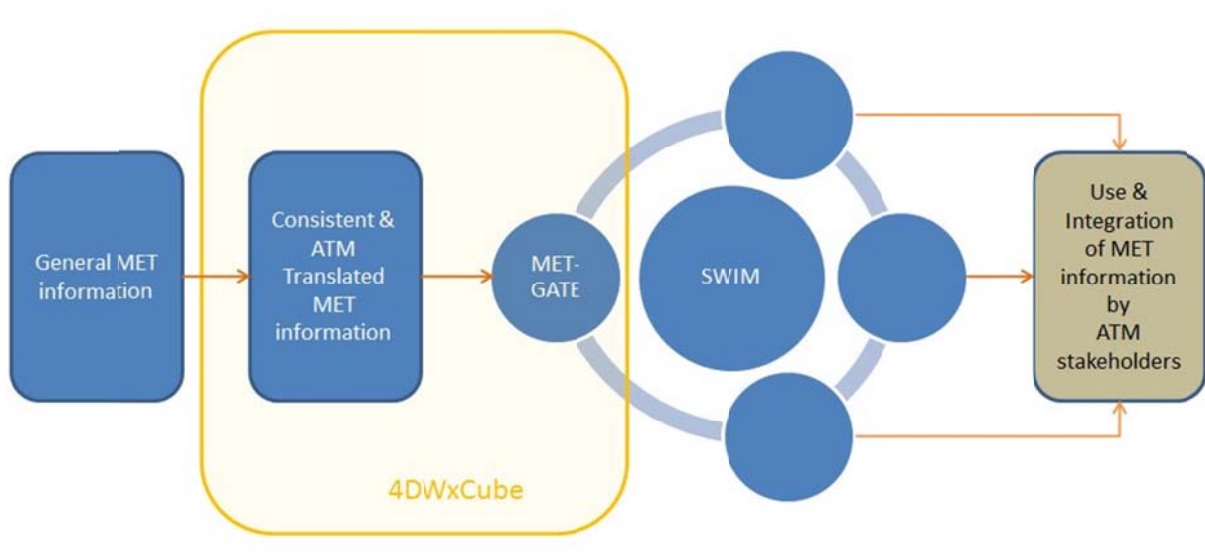 General MET
information
Consistent &
ATM
Translated
MET
information
MET-
GATE
SWIM
Use &
Integration
of MET
information
by
ATM
stakeholders
4DWxCube